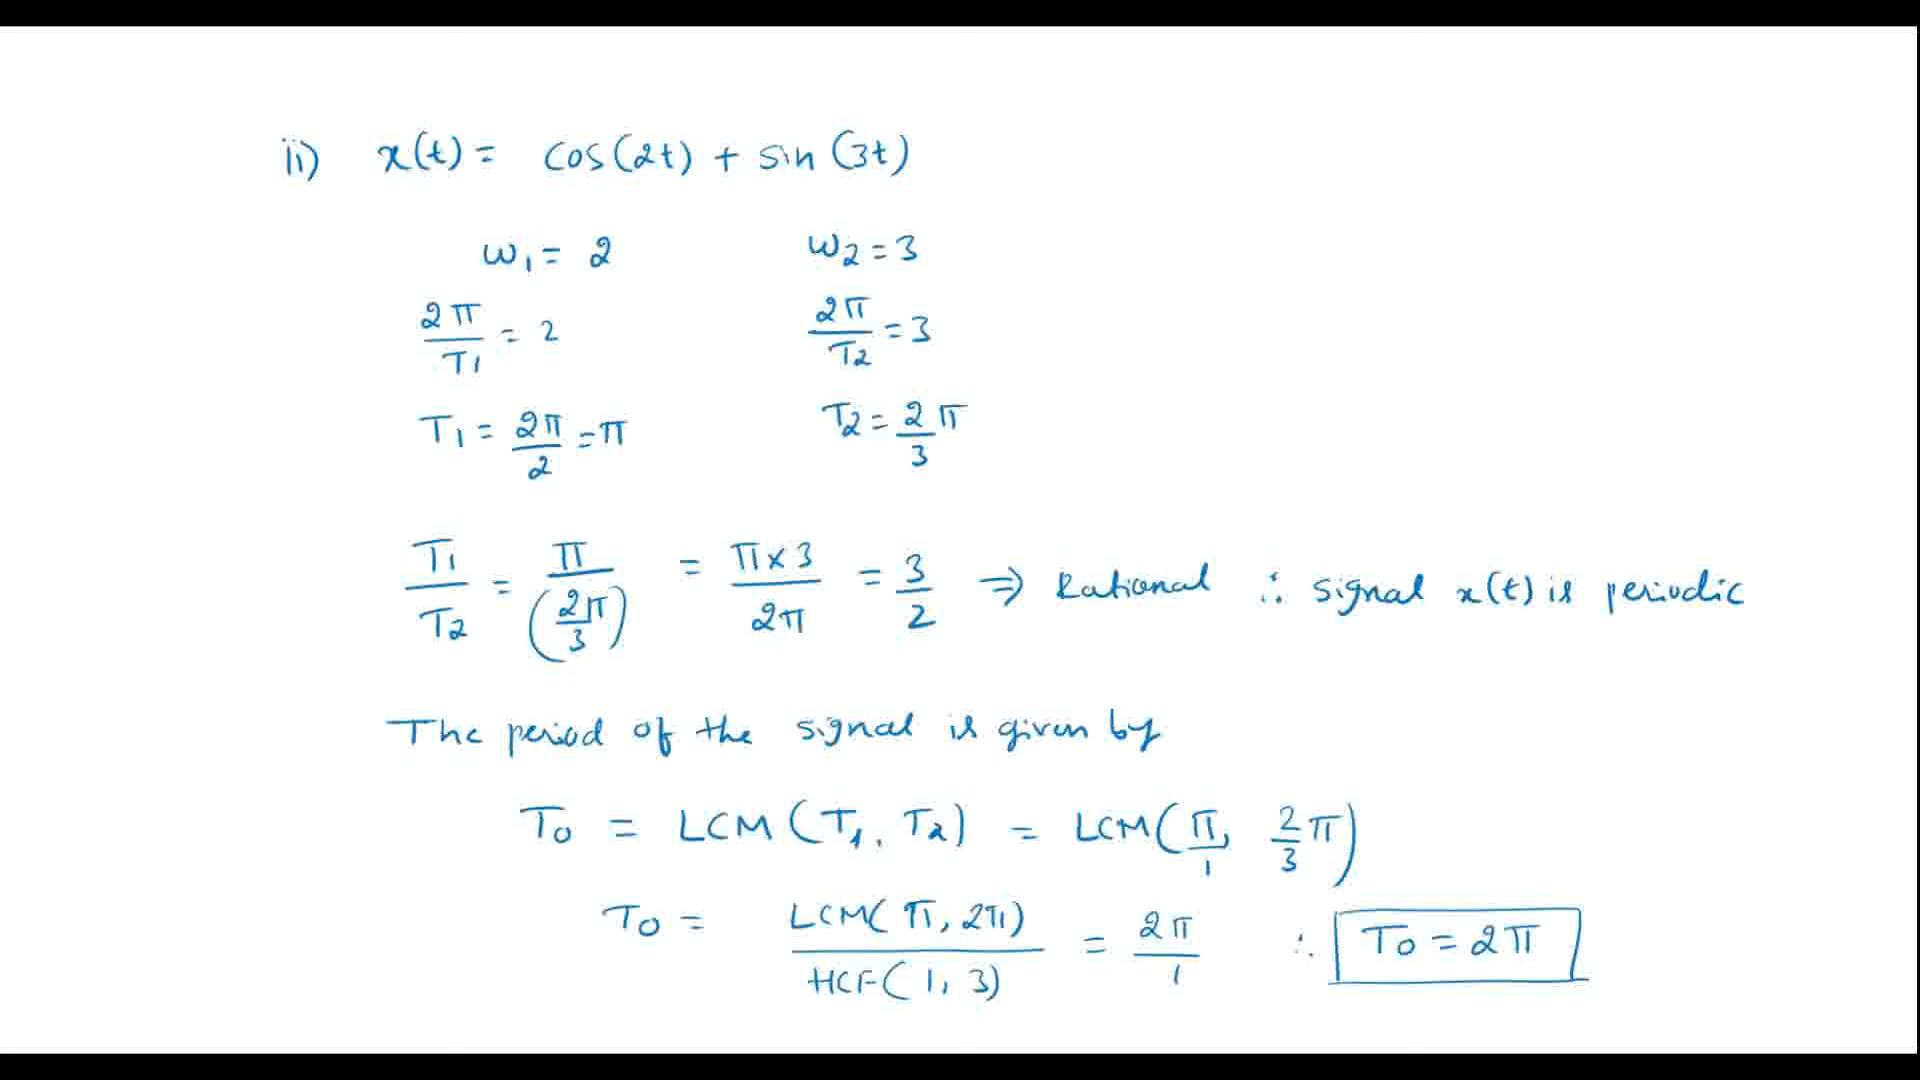 ii) x(t) = cos(2t) + sin(3t)
ω₁ = 2 ω₂ = 3
2π/T₁ = 2 2π/T₂ = 3
T₁ = 2π/2 = π T₂ = 2/3 π
T₁/T₂ = π/(2π/3) = π×3/2π = 3/2 ⇒ Rational ∴ signal x(t) is periodic
The period of the signal is given by
T₀ = LCM(T₁, T₂) = LCM(π/1, 2/3 π)
T₀ = LCM(π, 2π)/HCF(1, 3) = 2π/1 ∴ T₀ = 2π